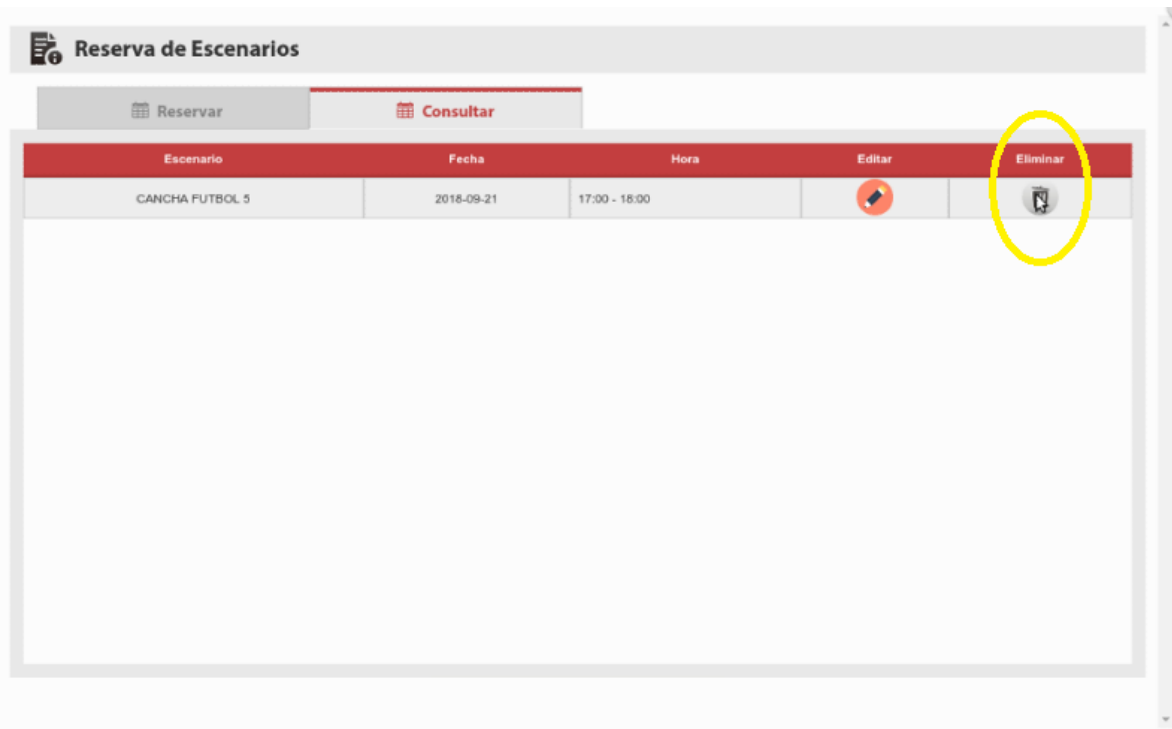 Reserva de Escenarios
Reservar Consultar
Escenario Fecha Hora Editar Eliminar
CANCHA FUTBOL 5 2018-09-21 17:00 - 18:00